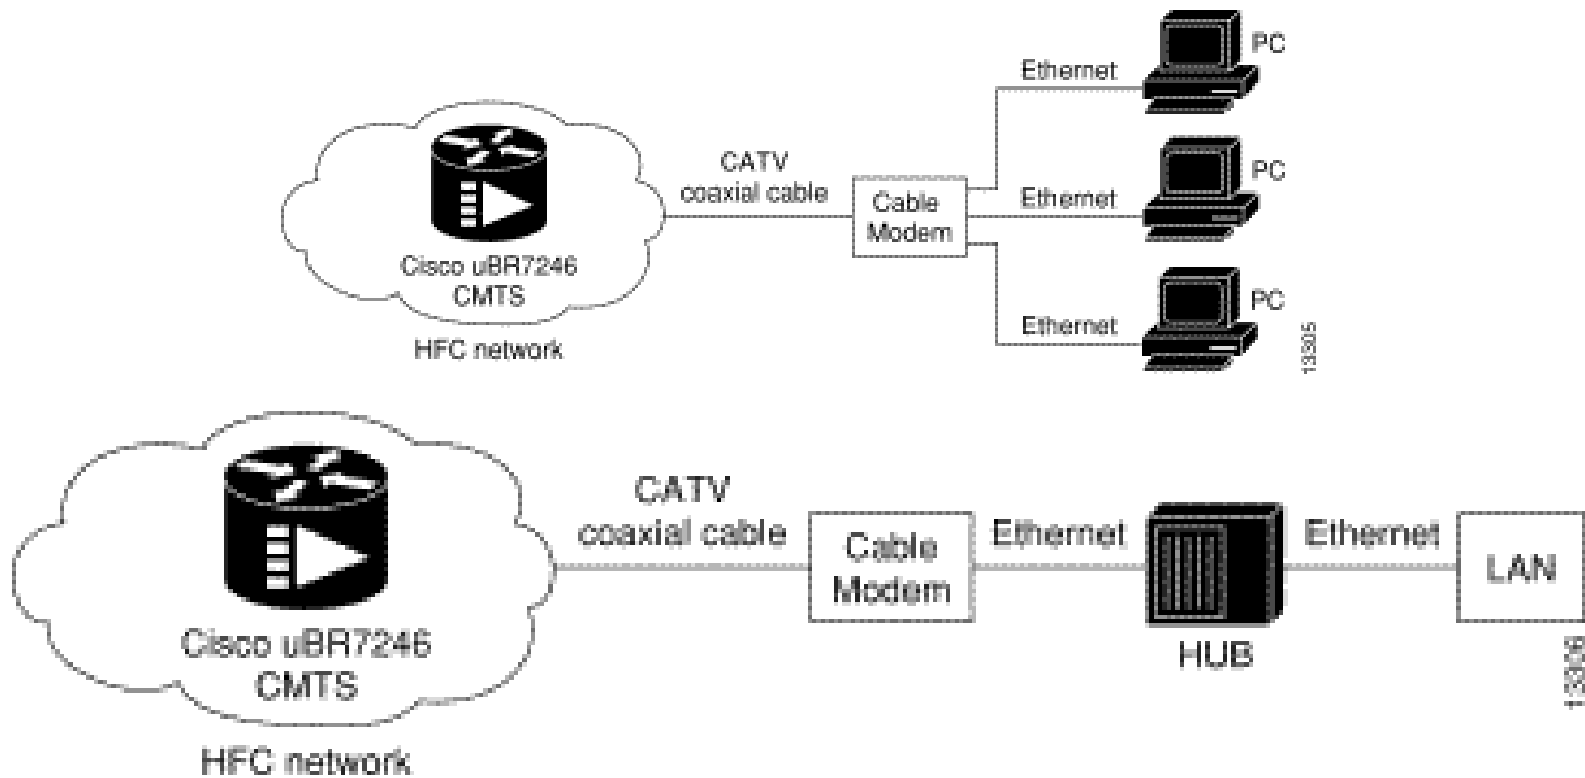 PC
Ethernet
CATV
coaxial cable
Cable
Modem
Ethernet
PC
Cisco uBR7246
CMTS
HFC network
Ethernet
PC
13305
CATV
coaxial cable
Cable
Modem
Ethernet
HUB
Ethernet
LAN
Cisco uBR7246
CMTS
HFC network
13306